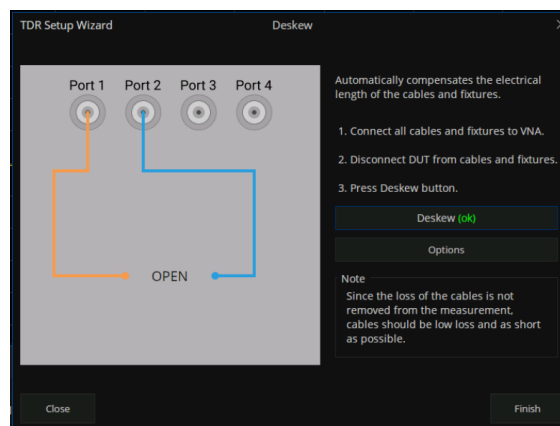 TDR Setup Wizard
Deskew
Port 1
Port 2
Port 3
Port 4
OPEN
Automatically compensates the electrical
length of the cables and fixtures.
1. Connect all cables and fixtures to VNA.
2. Disconnect DUT from cables and fixtures.
3. Press Deskew button.
Deskew (ok)
Options
Note
Since the loss of the cables is not
removed from the measurement,
cables should be low loss and as short
as possible.
Close
Finish